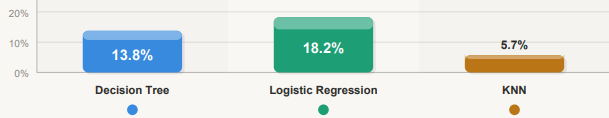 20%
10%
0%
13.8%
18.2%
5.7%
Decision Tree
Logistic Regression
KNN